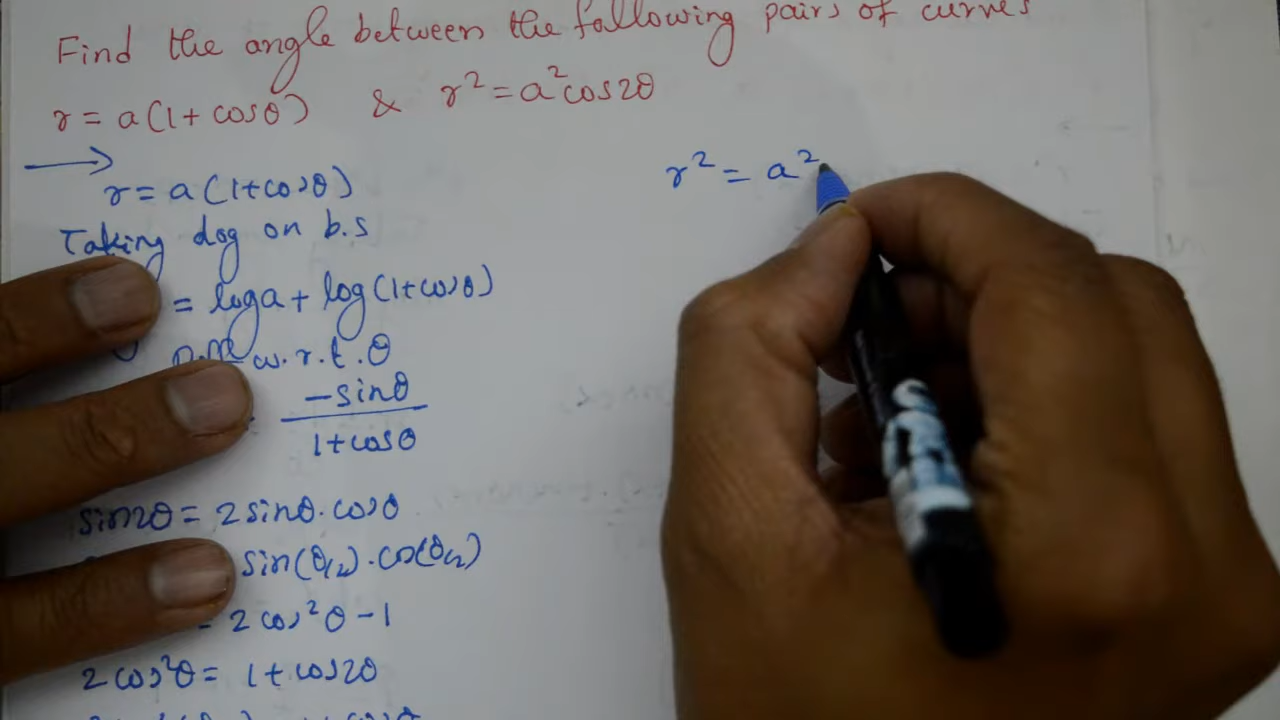 Find the angle between the following pairs of curves
r = a(1+cosθ) & r² = a²cos2θ
r = a(1+cosθ)
Taking log on b.s
= loga + log(1+cosθ)
w.r.t.θ
-sinθ
1+cosθ
sin2θ = 2sinθ.cosθ
sin(θ/2).cos(θ/2)
2cos²θ-1
2cos²θ = 1+cos2θ
r² = a²